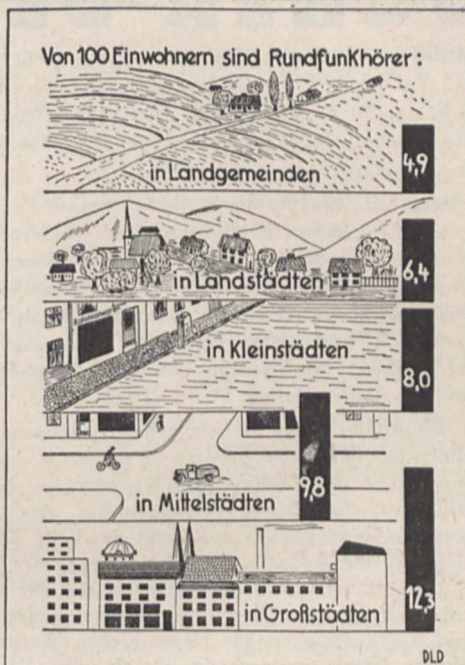 Von 100 Einwohnern sind Rundfunkhörer:
in Landgemeinden
4,9
in Landstädten
6,4
in Kleinstädten
8,0
in Mittelstädten
9,8
in Großstädten
12,3
DLD